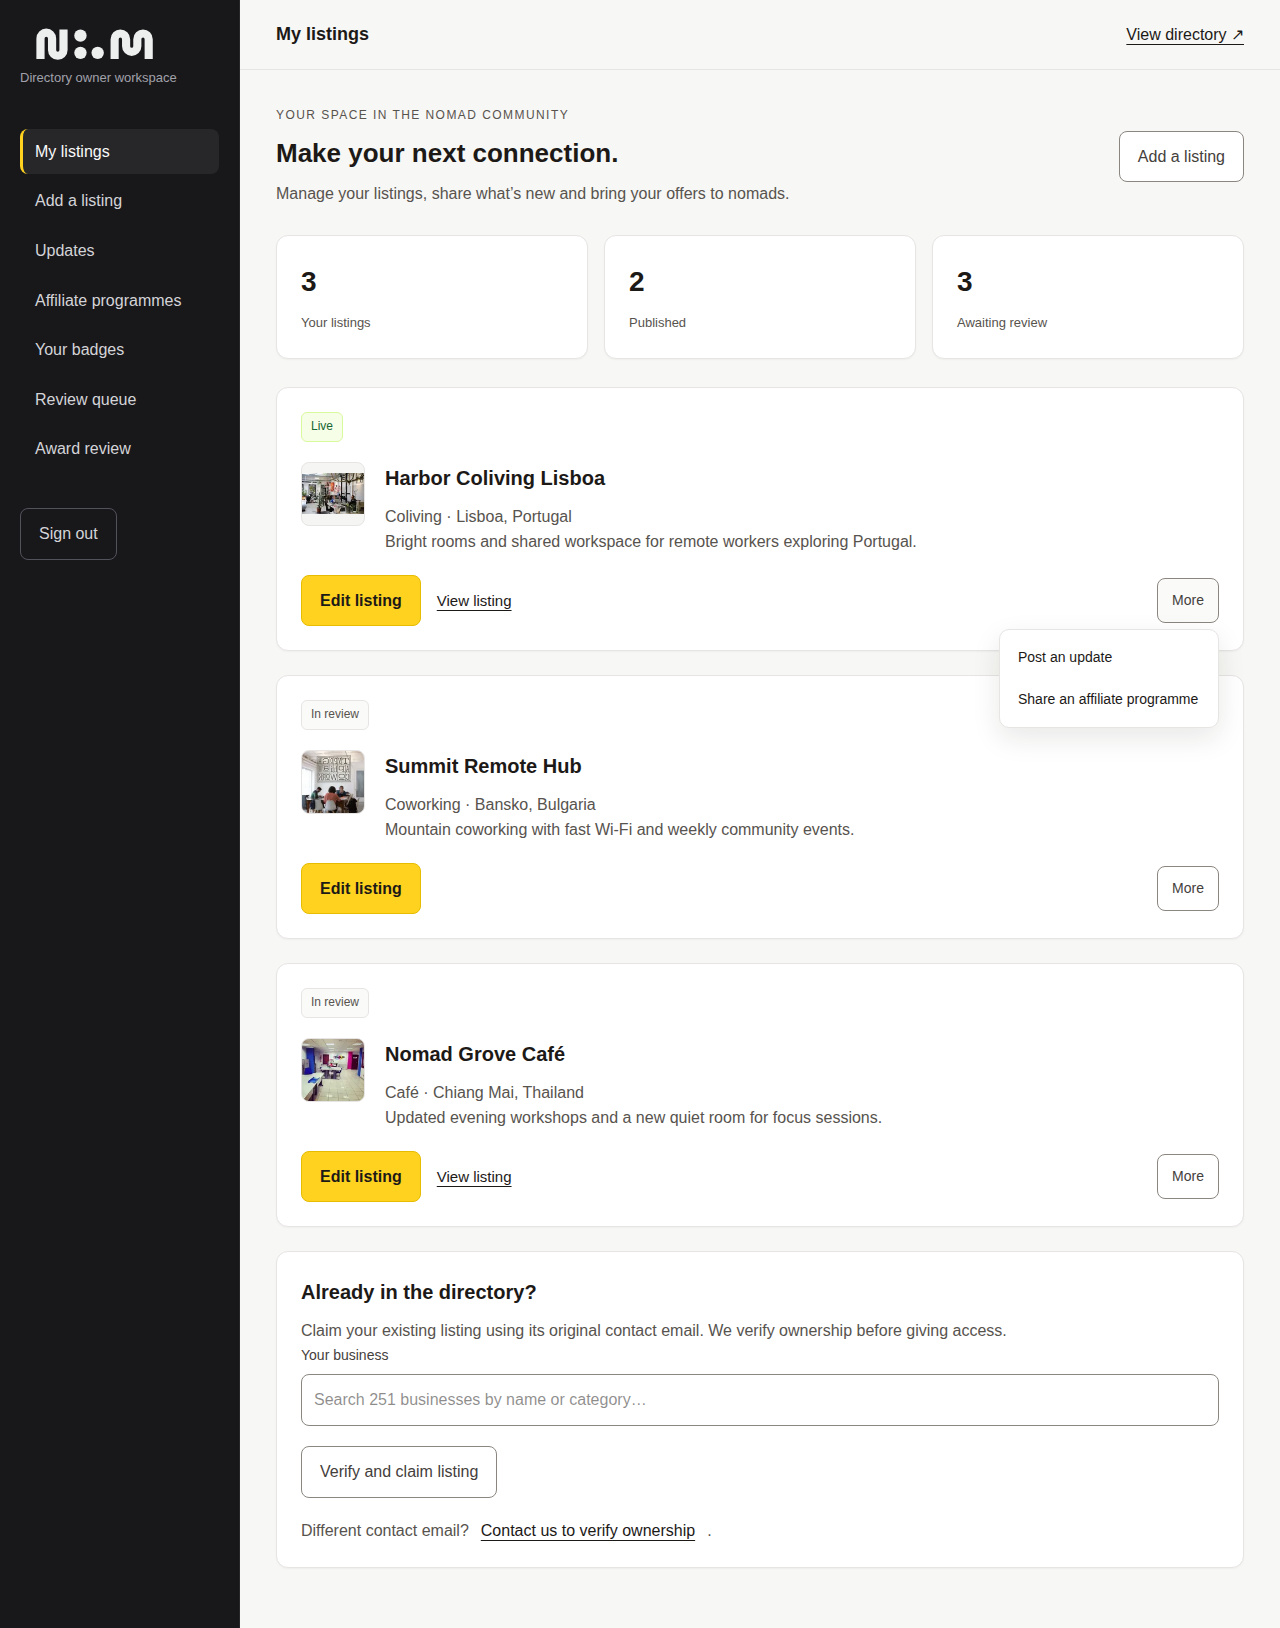 Directory owner workspace
My listings
Add a listing
Updates
Affiliate programmes
Your badges
Review queue
Award review
Sign out
My listings
View directory ↗
YOUR SPACE IN THE NOMAD COMMUNITY
Make your next connection.
Manage your listings, share what’s new and bring your offers to nomads.
Add a listing
3
Your listings
2
Published
3
Awaiting review
Live
Harbor Coliving Lisboa
Coliving · Lisboa, Portugal
Bright rooms and shared workspace for remote workers exploring Portugal.
Edit listing
View listing
More
Post an update
Share an affiliate programme
In review
Summit Remote Hub
Coworking · Bansko, Bulgaria
Mountain coworking with fast Wi-Fi and weekly community events.
Edit listing
More
In review
Nomad Grove Café
Café · Chiang Mai, Thailand
Updated evening workshops and a new quiet room for focus sessions.
Edit listing
View listing
More
Already in the directory?
Claim your existing listing using its original contact email. We verify ownership before giving access.
Your business
Search 251 businesses by name or category…
Verify and claim listing
Different contact email? Contact us to verify ownership .